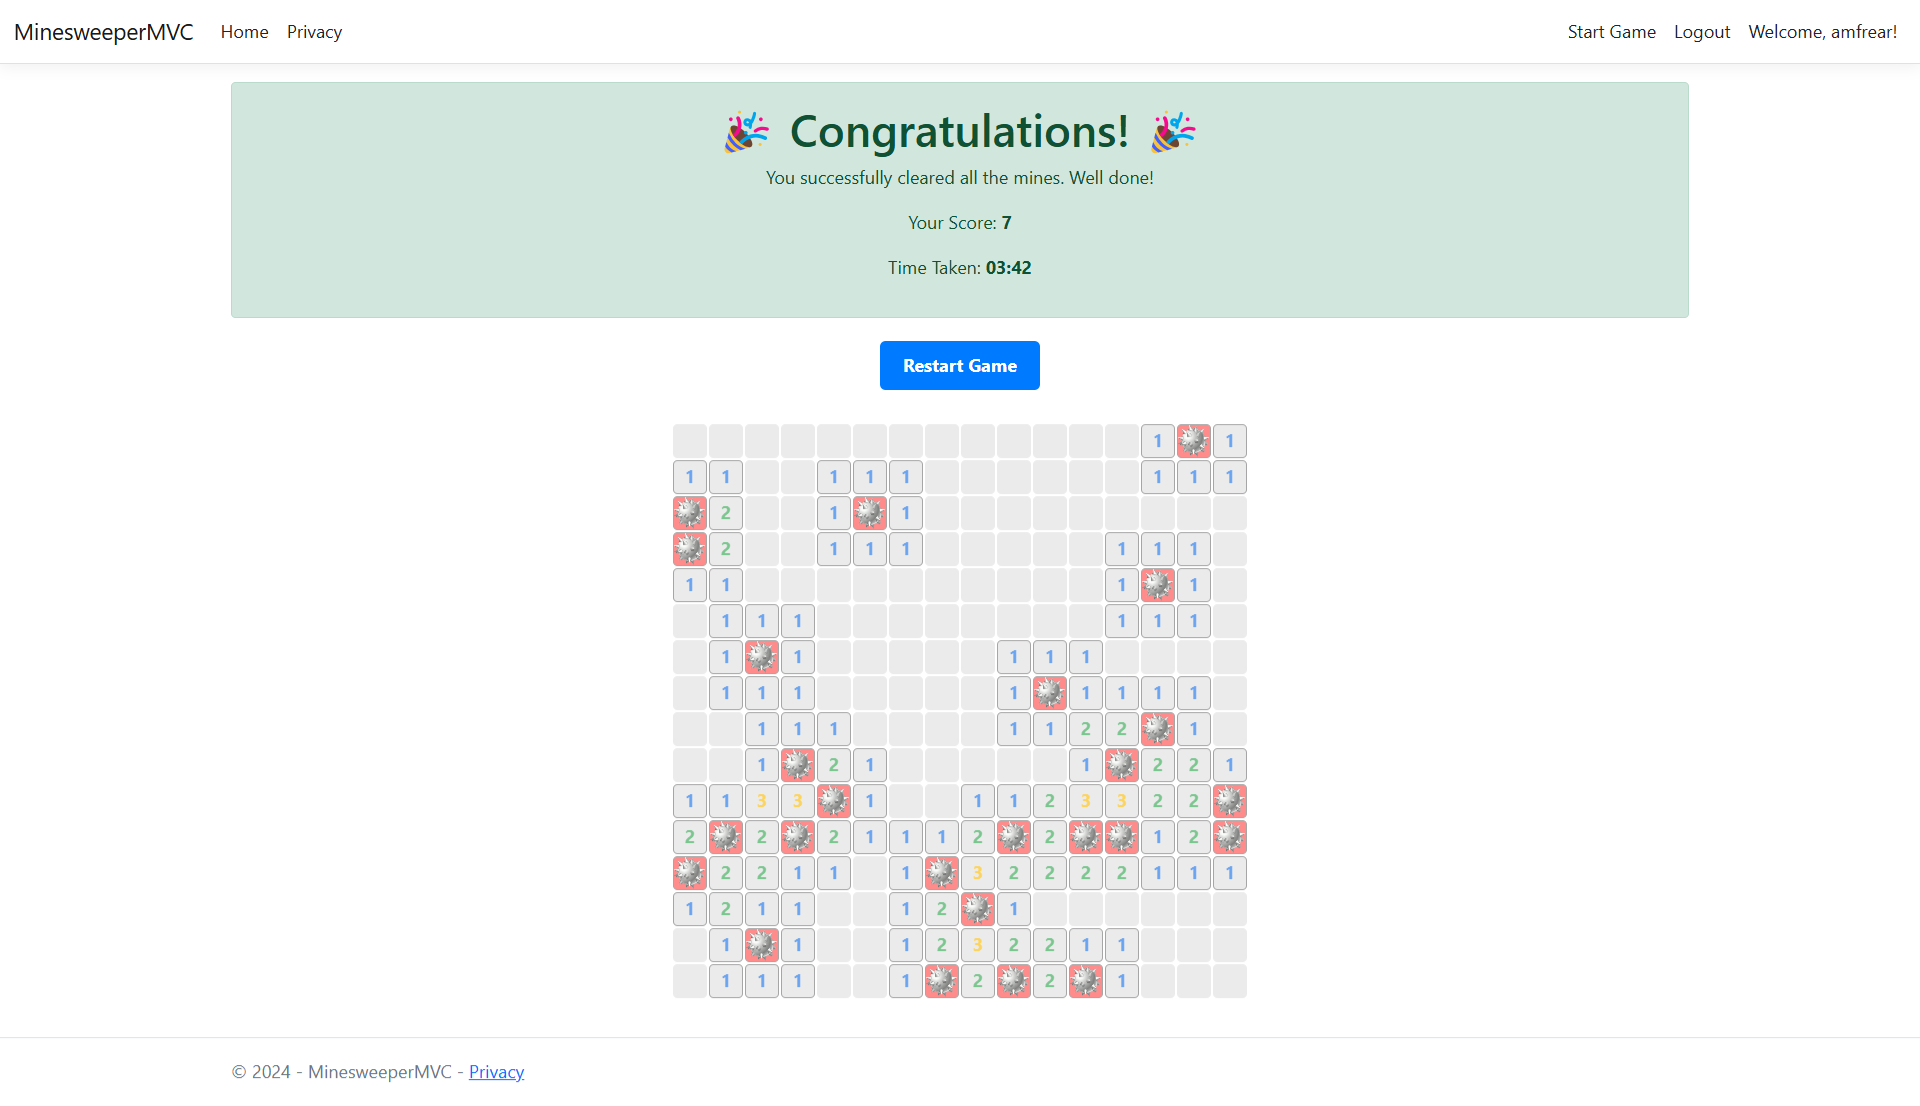 MinesweeperMVC Home Privacy Start Game Logout Welcome, amfrear!
Congratulations!
You successfully cleared all the mines. Well done!
Your Score: 7
Time Taken: 03:42
Restart Game
1 1
1 1 1 1 1 1 1 1
2 1 1
2 1 1 1 1 1 1
1 1 1 1
1 1 1 1 1 1
1 1 1 1 1
1 1 1 1 1 1 1 1
1 1 1 1 1 2 2 1
1 2 1 1 2 2 1
1 1 3 3 1 1 1 2 3 3 2 2
2 2 2 1 1 1 2 2 1 2
2 2 1 1 1 3 2 2 2 2 1 1 1
1 2 1 1 1 2 1
1 1 1 2 3 2 2 1 1
1 1 1 1 2 2 1
© 2024 - MinesweeperMVC - Privacy